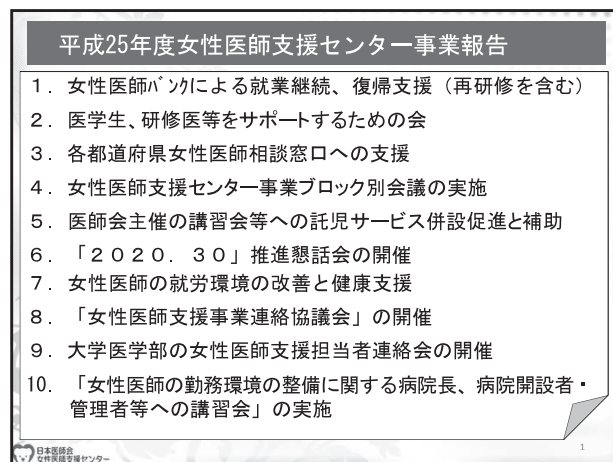 平成25年度女性医師支援センター事業報告
1．女性医師ﾊﾞﾝｸによる就業継続、復帰支援（再研修を含む）
2．医学生、研修医等をサポートするための会
3．各都道府県女性医師相談窓口への支援
4．女性医師支援センター事業ブロック別会議の実施
5．医師会主催の講習会等への託児サービス併設促進と補助
6．「２０２０．３０」推進懇話会の開催
7．女性医師の就労環境の改善と健康支援
8．「女性医師支援事業連絡協議会」の開催
9．大学医学部の女性医師支援担当者連絡会の開催
10．「女性医師の勤務環境の整備に関する病院長、病院開設者・
管理者等への講習会」の実施
日本医師会
女性医師支援センター
1